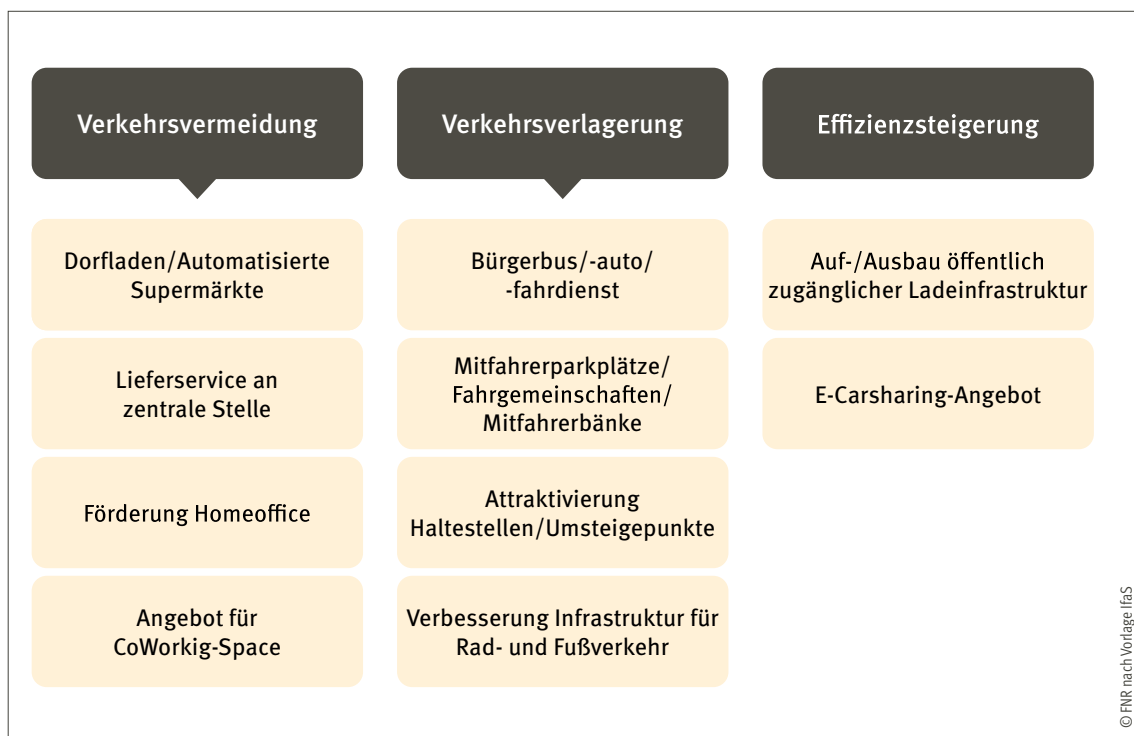 Verkehrsvermeidung
Dorfladen/Automatisierte
Supermärkte
Lieferservice an
zentrale Stelle
Förderung Homeoffice
Angebot für
CoWorkig-Space
Verkehrsverlagerung
Bürgerbus/-auto/
-fahrdienst
Mitfahrerparkplätze/
Fahrgemeinschaften/
Mitfahrerbänke
Attraktivierung
Haltestellen/Umsteigepunkte
Verbesserung Infrastruktur für
Rad- und Fußverkehr
Effizienzsteigerung
Auf-/Ausbau öffentlich
zugänglicher Ladeinfrastruktur
E-Carsharing-Angebot
© FNR nach Vorlage IfaS